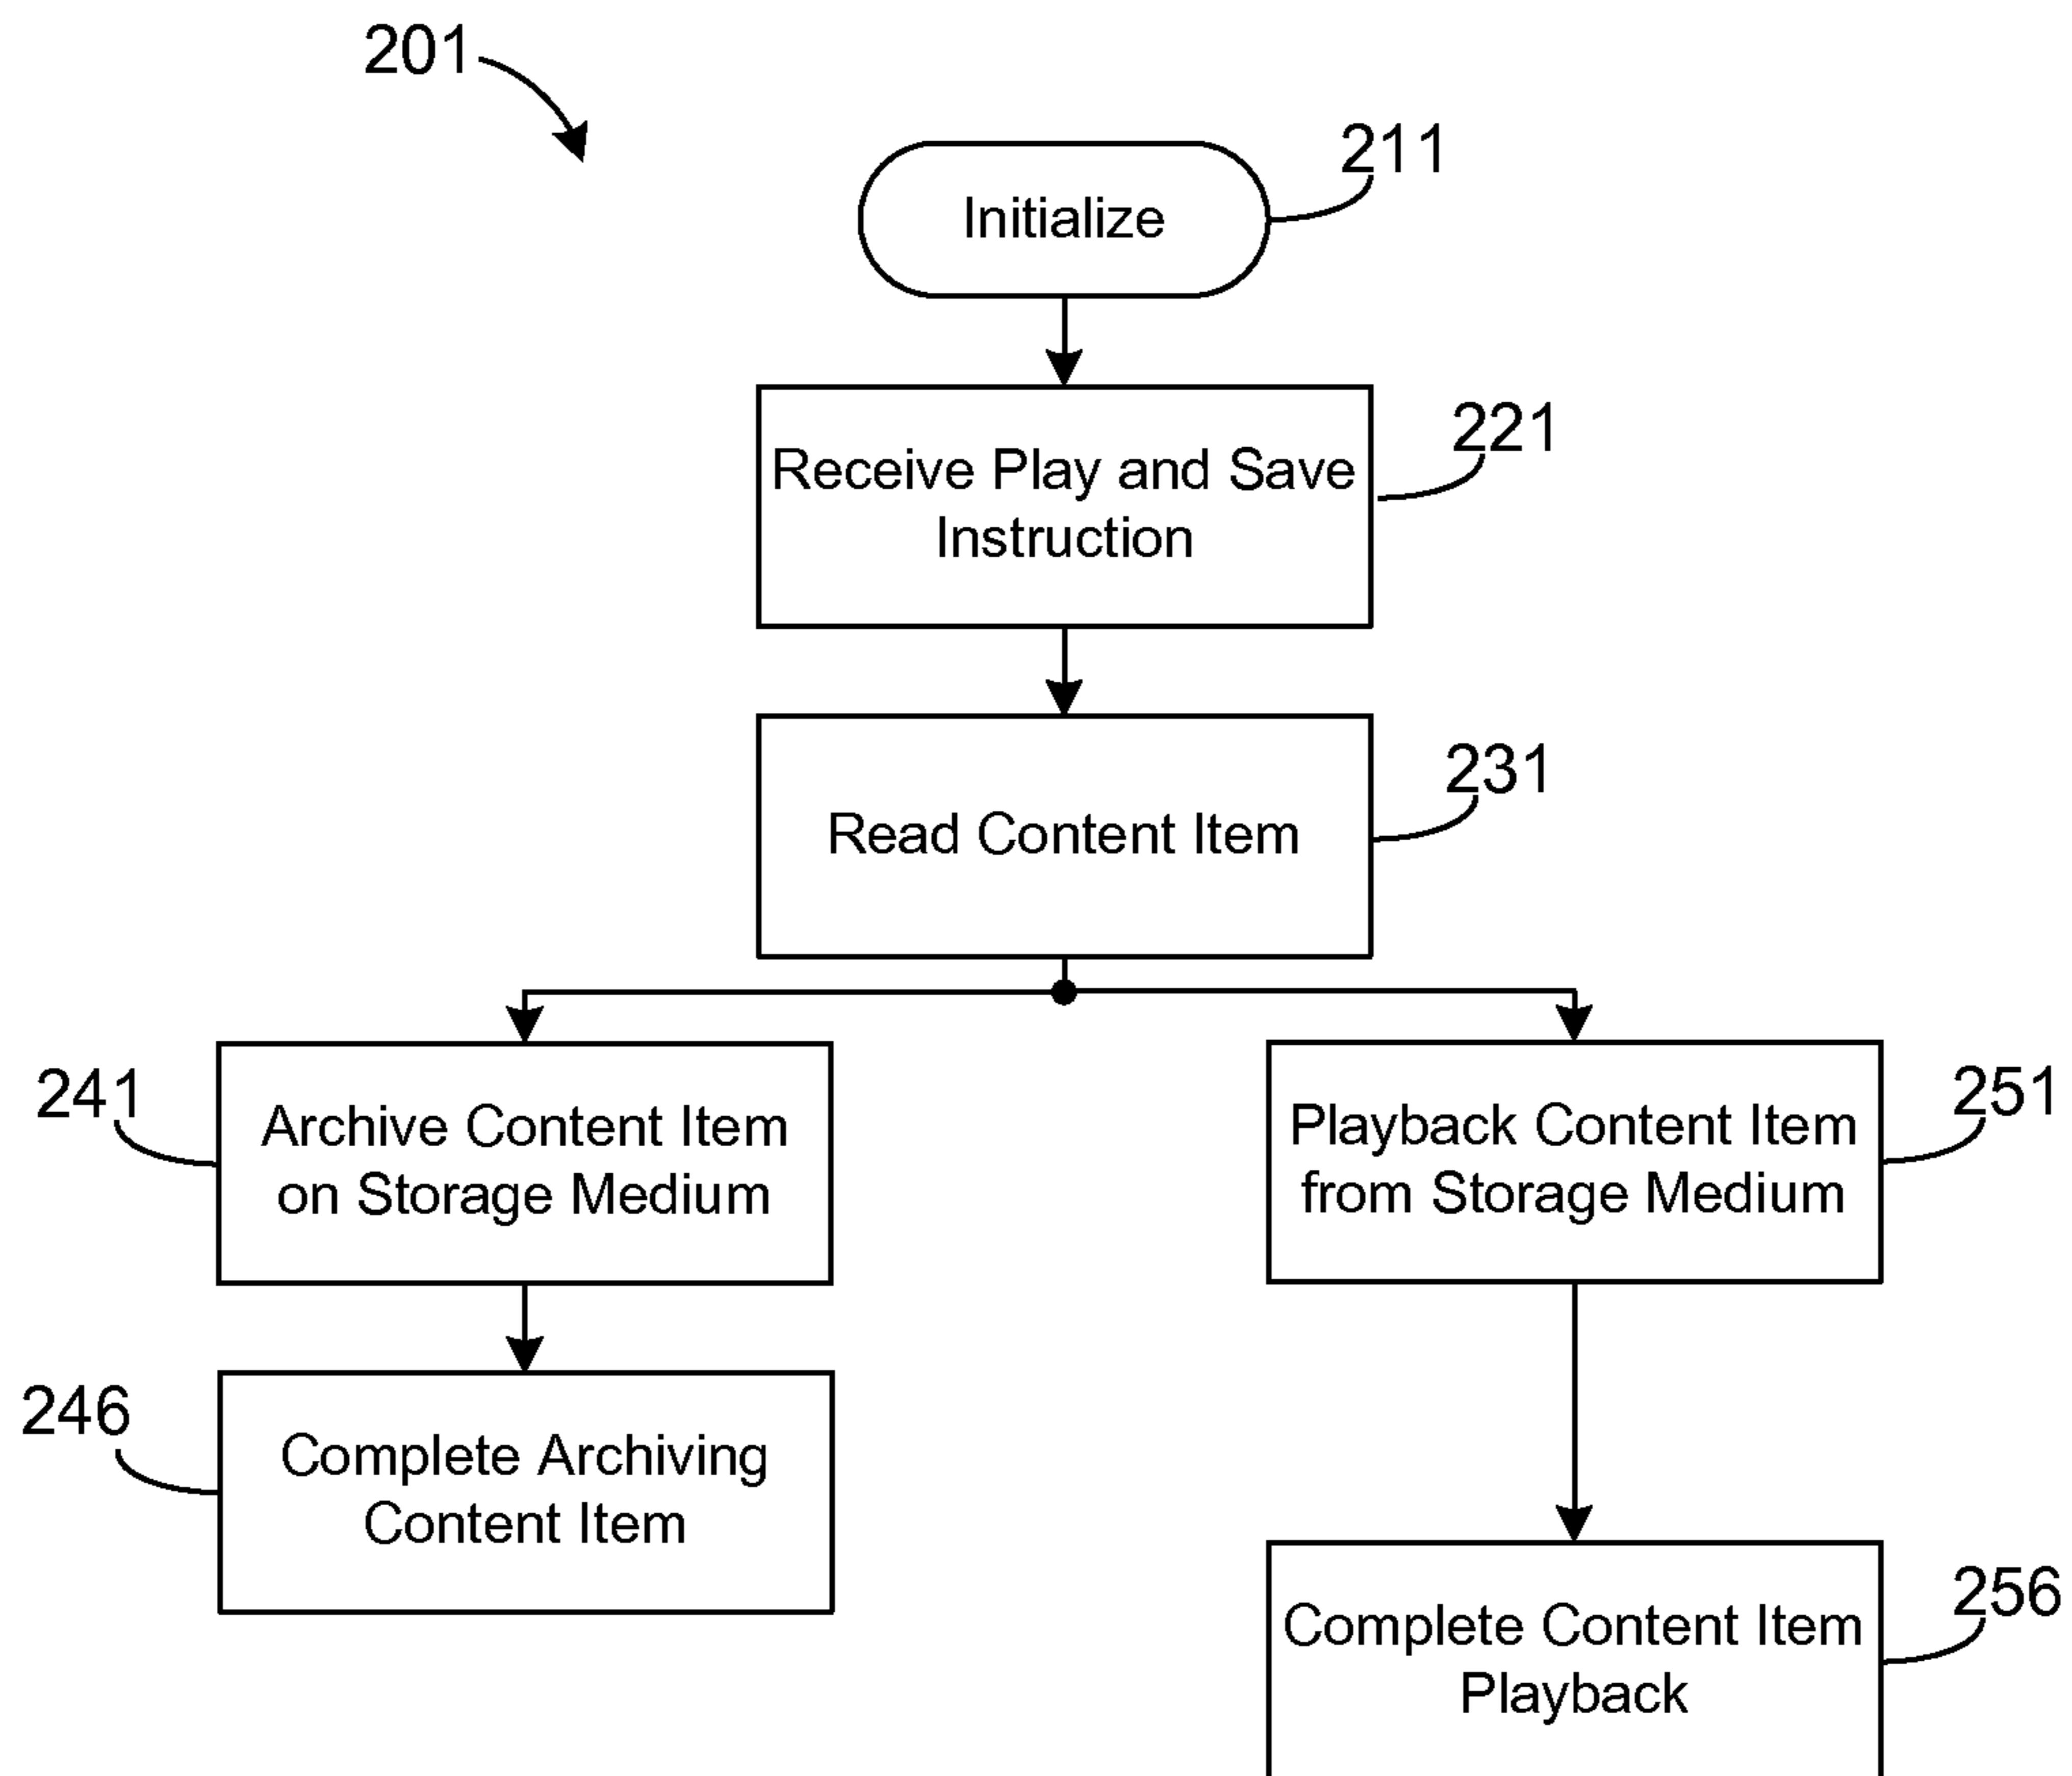 201
211
Initialize
221
Receive Play and Save
Instruction
231
Read Content Item
241
Archive Content Item
on Storage Medium
251
Playback Content Item
from Storage Medium
246
Complete Archiving
Content Item
256
Complete Content Item
Playback